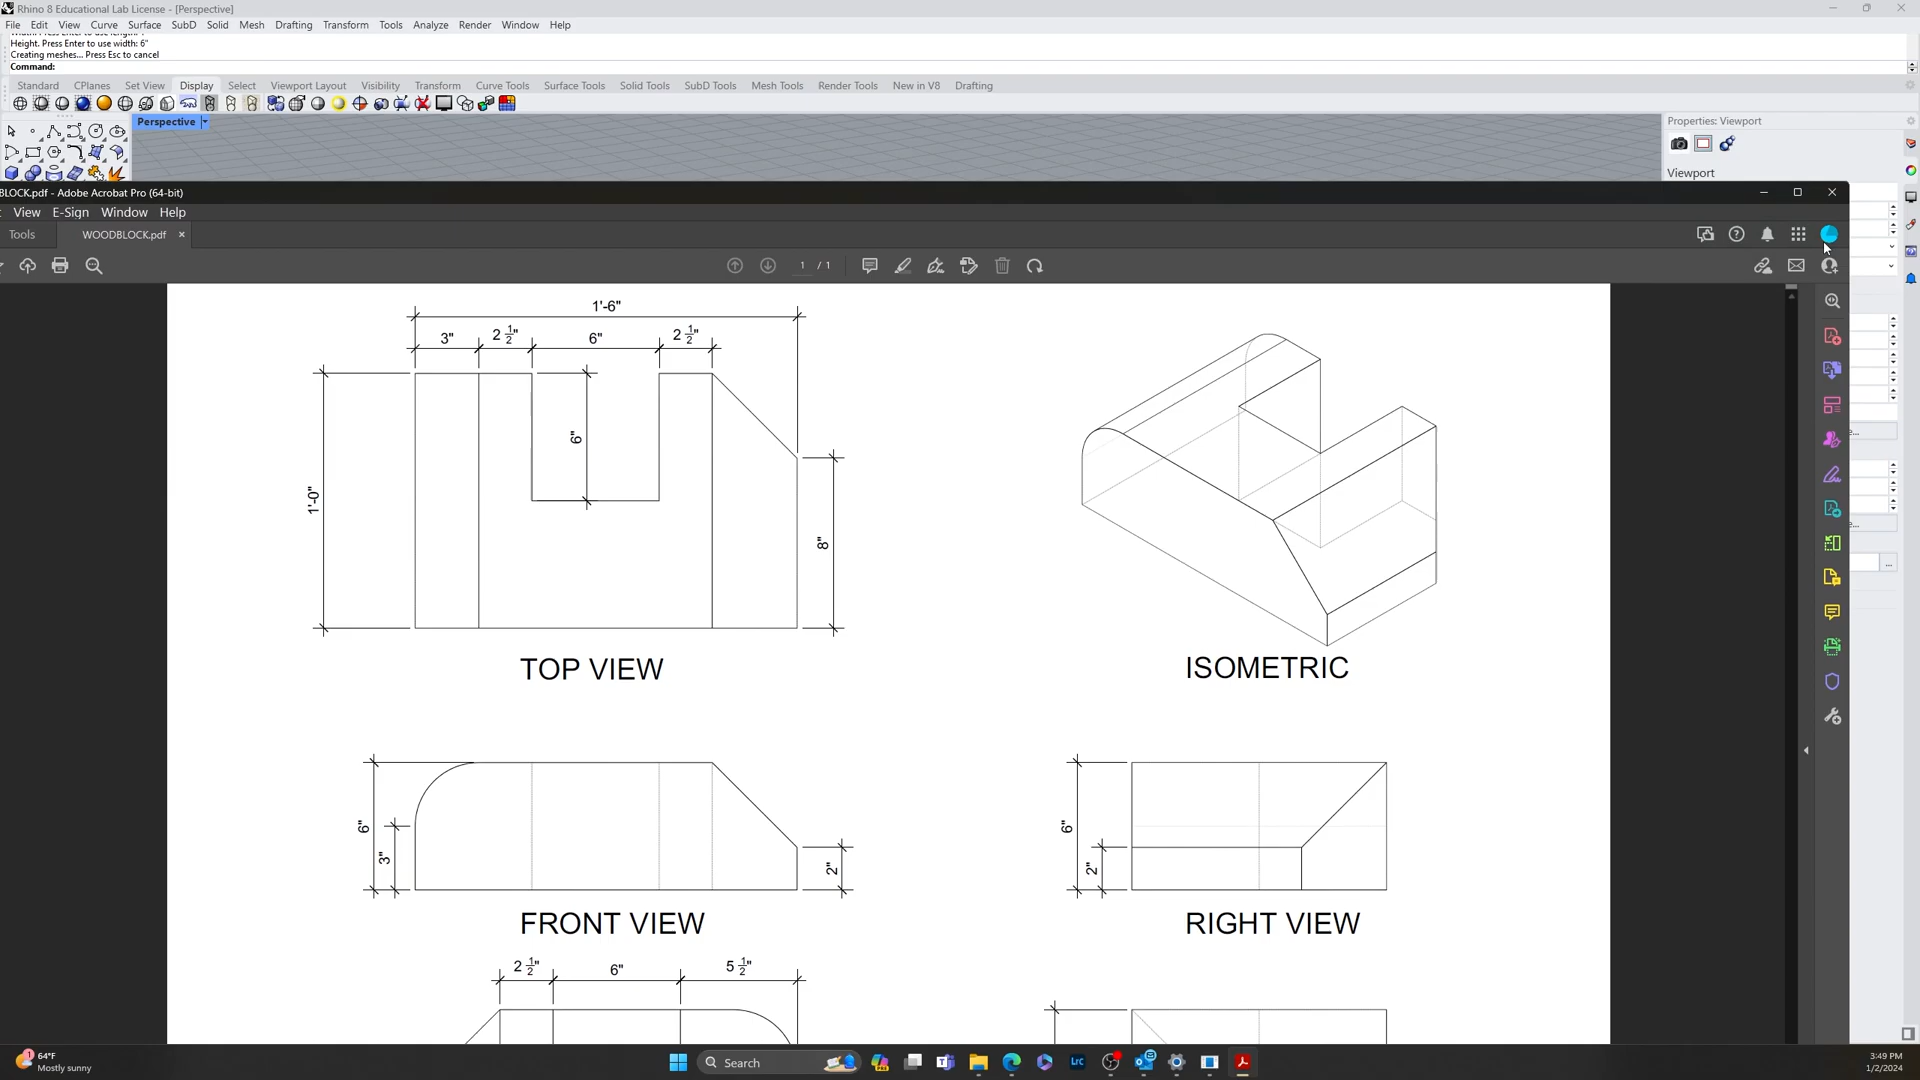 Rhino 8 Educational Lab License - [Perspective]
File Edit View Curve Surface SubD Solid Mesh Drafting Transform Tools Analyze Render Window Help
Height. Press Enter to use width: 6"
Creating meshes... Press Esc to cancel
Command:
Standard CPlanes Set View Display Select Viewport Layout Visibility Transform Curve Tools Surface Tools Solid Tools SubD Tools Mesh Tools Render Tools New in V8 Drafting
Perspective
Properties: Viewport
Viewport
BLOCK.pdf - Adobe Acrobat Pro (64-bit)
View E-Sign Window Help
Tools WOODBLOCK.pdf
1 / 1
1'-6"
3" 2 1/2" 6" 2 1/2"
6"
1'-0"
8"
TOP VIEW
ISOMETRIC
6"
3"
2"
FRONT VIEW
6"
2"
RIGHT VIEW
2 1/2" 6" 5 1/2"
64°F
Mostly sunny
Search
3:49 PM
1/2/2024